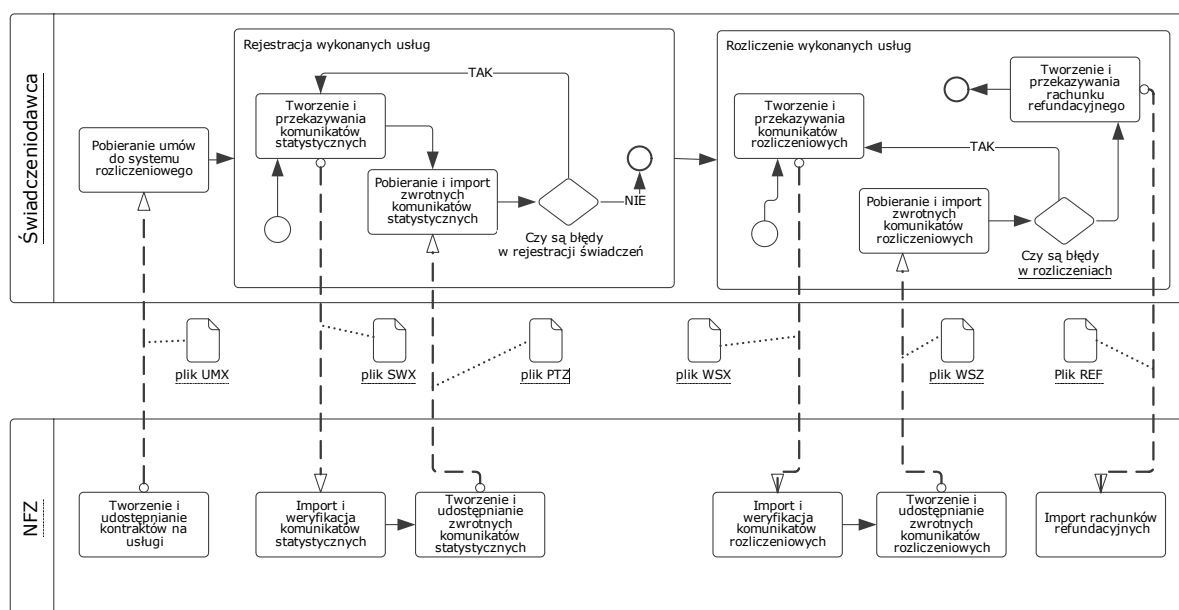 Świadczeniodawca
Rejestracja wykonanych usług
TAK
Tworzenie i
przekazywania
komunikatów
statystycznych
Pobieranie umów
do systemu
rozliczeniowego
Pobieranie i import
zwrotnych
komunikatów
statystycznych
NIE
Czy są błędy
w rejestracji świadczeń
Rozliczenie wykonanych usług
Tworzenie i
przekazywania
rachunku
refundacyjnego
Tworzenie i
przekazywania
komunikatów
rozliczeniowych
TAK
Pobieranie i import
zwrotnych
komunikatów
rozliczeniowych
Czy są błędy
w rozliczeniach
plik UMX
plik SWX
plik PTZ
plik WSX
plik WSZ
Plik REF
NFZ
Tworzenie i
udostępnianie
kontraktów na
usługi
Import i
weryfikacja
komunikatów
statystycznych
Tworzenie i
udostępnianie
zwrotnych
komunikatów
statystycznych
Import i
weryfikacja
komunikatów
rozliczeniowych
Tworzenie i
udostępnianie
zwrotnych
komunikatów
rozliczeniowych
Import rachunków
refundacyjnych